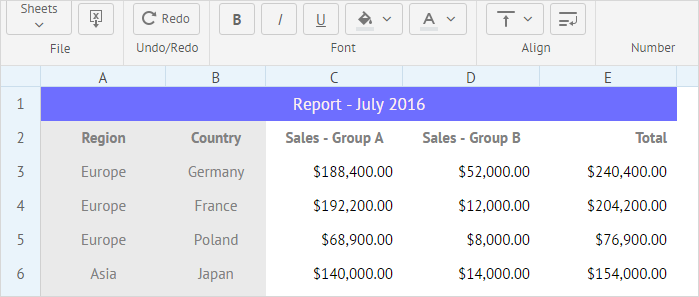 Sheets
Redo
B I U A
File Undo/Redo Font Align Number
A B C D E
1 Report - July 2016
2 Region Country Sales - Group A Sales - Group B Total
3 Europe Germany $188,400.00 $52,000.00 $240,400.00
4 Europe France $192,200.00 $12,000.00 $204,200.00
5 Europe Poland $68,900.00 $8,000.00 $76,900.00
6 Asia Japan $140,000.00 $14,000.00 $154,000.00